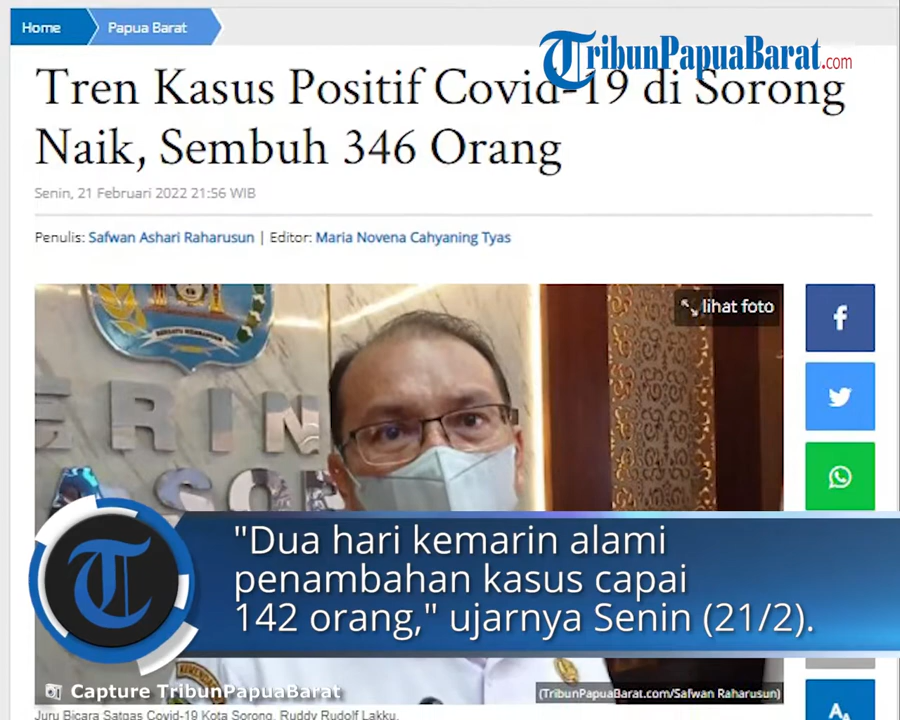 Home
Papua Barat
TribunPapuaBarat.com
Tren Kasus Positif Covid-19 di Sorong
Naik, Sembuh 346 Orang
Senin, 21 Februari 2022 21:56 WIB
Penulis: Safwan Ashari Raharusun | Editor: Maria Novena Cahyaning Tyas
lihat foto
ERIN
SOR
"Dua hari kemarin alami
penambahan kasus capai
142 orang," ujarnya Senin (21/2).
Capture TribunPapuaBarat
(TribunPapuaBarat.com/Safwan Raharusun)
Juru Bicara Satgas Covid-19 Kota Sorong, Ruddy Rudolf Lakku.